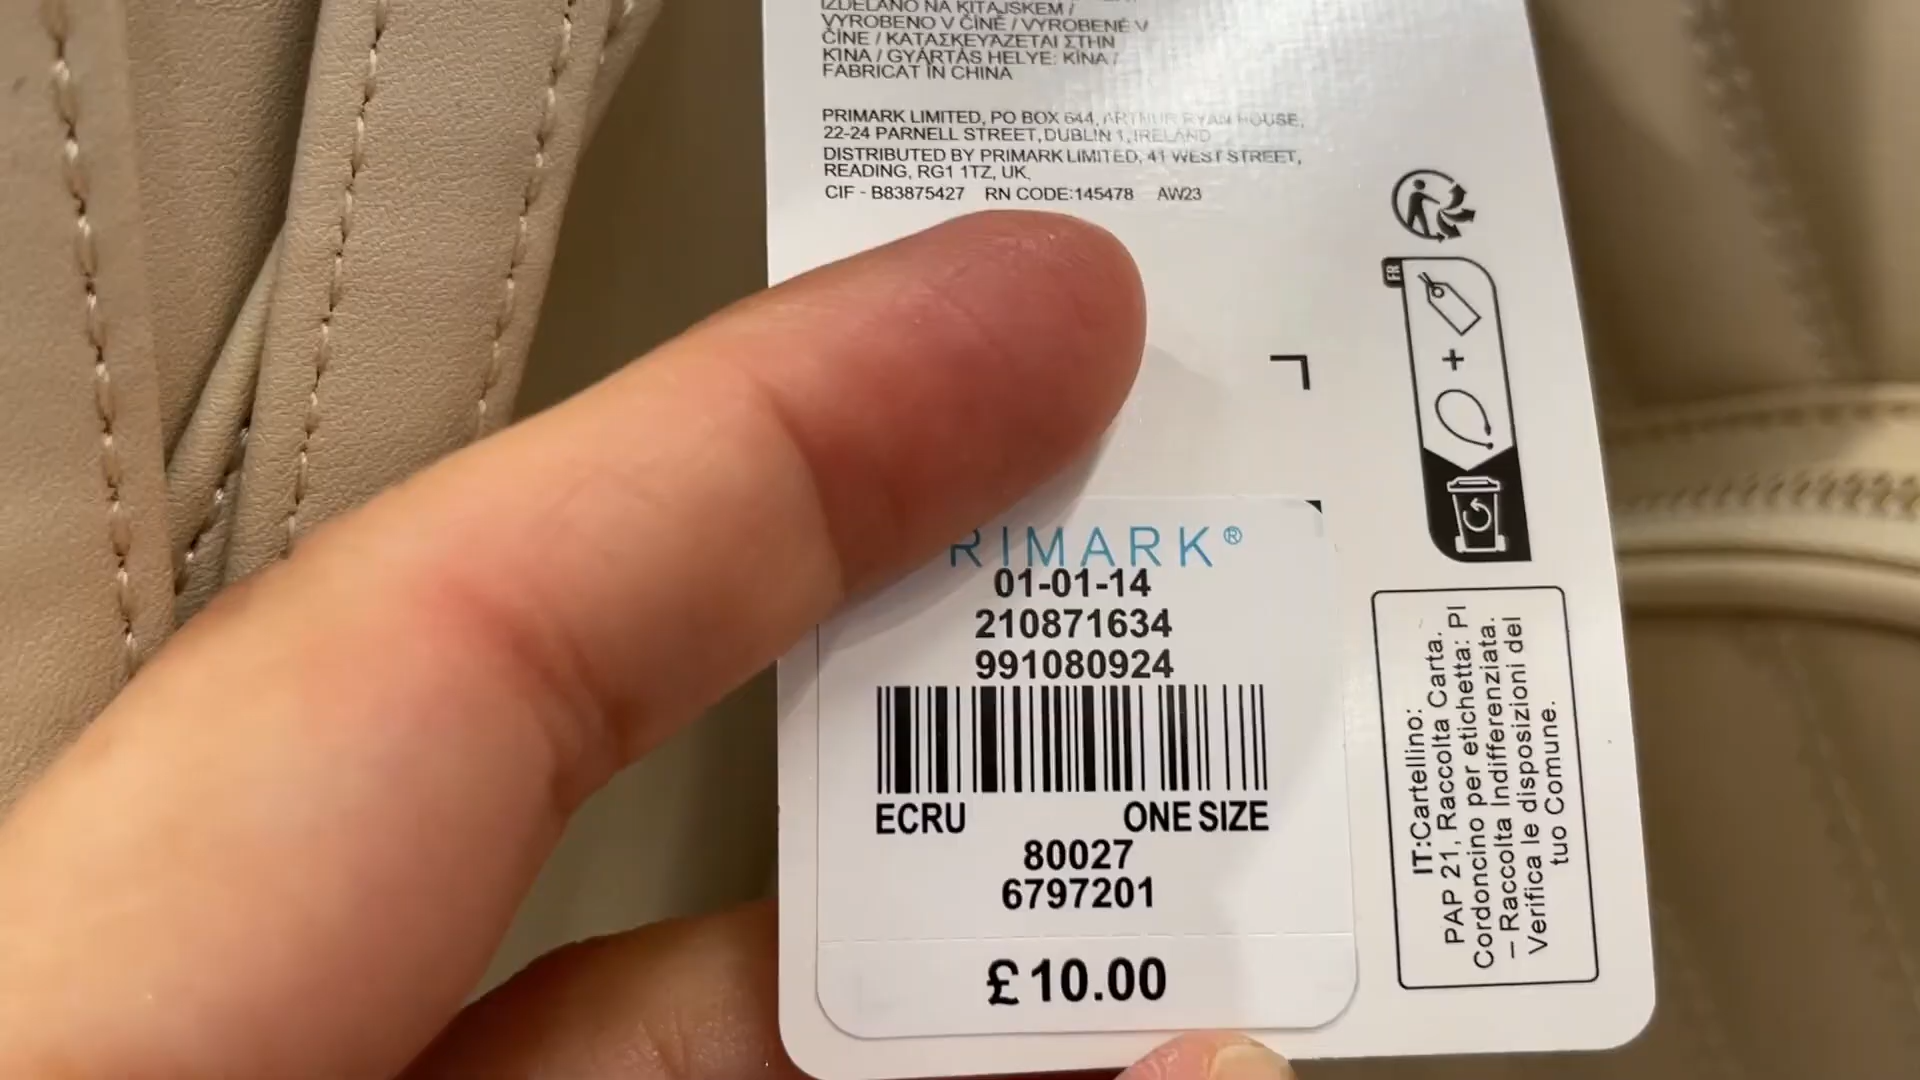 IZDELANO NA KITAJSKEM /
VYROBENO V ČÍNĚ / VYROBENÉ V
ČÍNE / ΚΑΤΑΣΚΕΥΑΖΕΤΑΙ ΣΤΗΝ
ΚΙΝΑ / GYÁRTÁS HELYE: KÍNA /
FABRICAT ÎN CHINA
PRIMARK LIMITED, PO BOX 644, ARTHUR RYAN HOUSE,
22-24 PARNELL STREET, DUBLIN 1, IRELAND
DISTRIBUTED BY PRIMARK LIMITED, 41 WEST STREET,
READING, RG1 1TZ, UK,
CIF - B83875427 RN CODE:145478 AW23
FR
+
RIMARK®
01-01-14
210871634
991080924
ECRU ONE SIZE
80027
6797201
£10.00
IT:Cartellino:
PAP 21, Raccolta Carta.
Cordoncino per etichetta: PI
– Raccolta Indifferenziata.
Verifica le disposizioni del
tuo Comune.